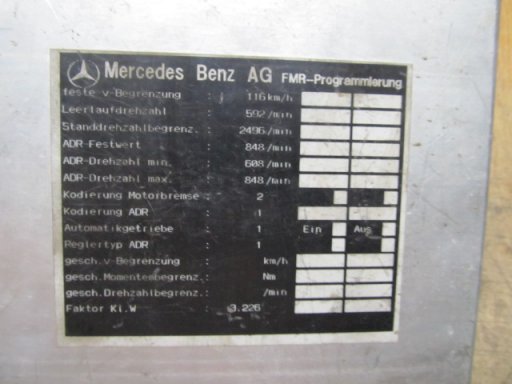 Mercedes Benz AG FMR-Programmierung
feste v-Begrenzung : 116 km/h
Leerlaufdrehzahl : 592 /min
Standdrehzahlbegrenz. : 2496 /min
ADR-Festwert : 848 /min
ADR-Drehzahl min. : 608 /min
ADR-Drehzahl max. : 848 /min
Kodierung Motorbremse : 2
Kodierung ADR : 1
Automatikgetriebe : 1 Ein Aus
Reglertyp ADR : 1
gesch.v-Begrenzung : km/h
gesch.Momentenbegrenz.: Nm
gesch.Drehzahlbegrenz.: /min
Faktor Ki.W : 3.226